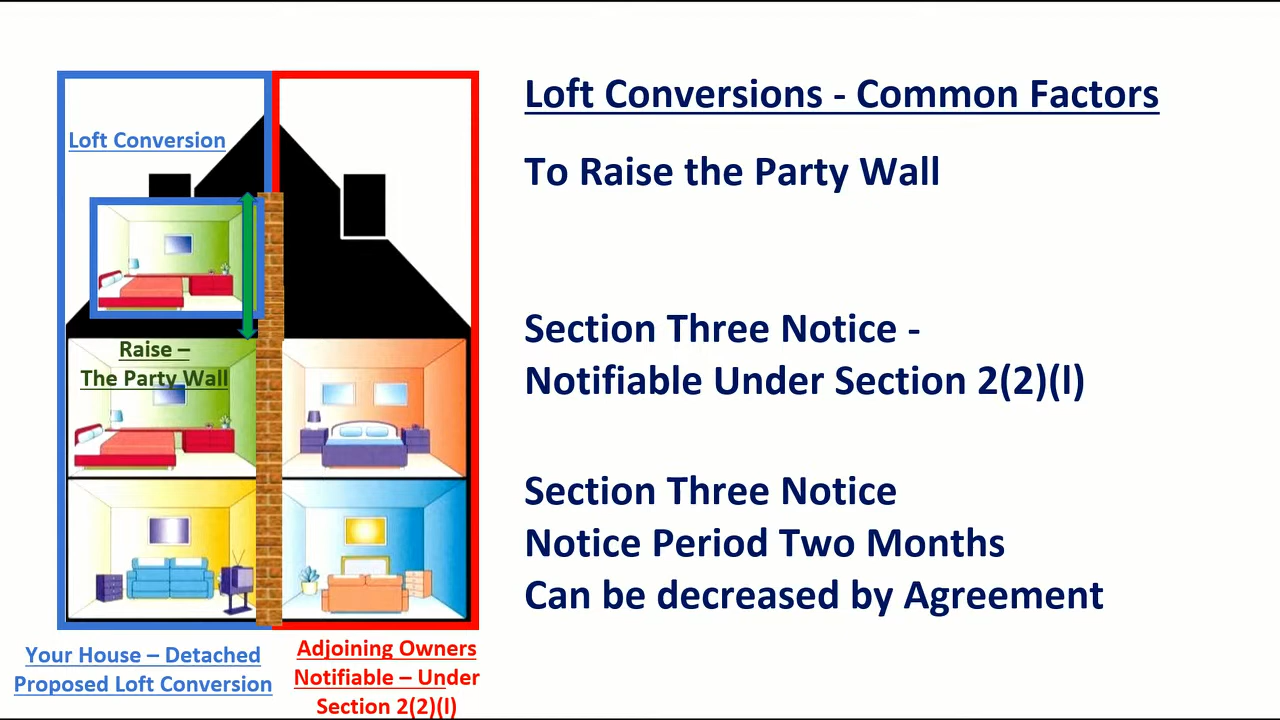 Loft Conversions - Common Factors
To Raise the Party Wall
Section Three Notice -
Notifiable Under Section 2(2)(l)
Section Three Notice
Notice Period Two Months
Can be decreased by Agreement
Loft Conversion
Raise –
The Party Wall
Your House – Detached
Proposed Loft Conversion
Adjoining Owners
Notifiable – Under
Section 2(2)(l)